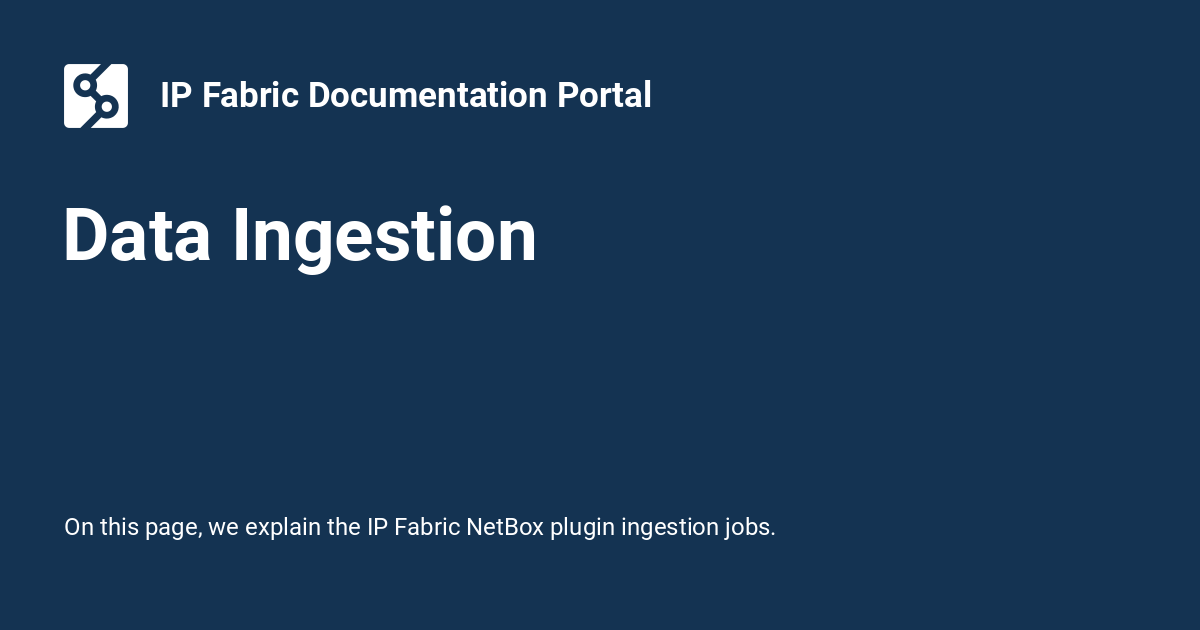 IP Fabric Documentation Portal
Data Ingestion
On this page, we explain the IP Fabric NetBox plugin ingestion jobs.